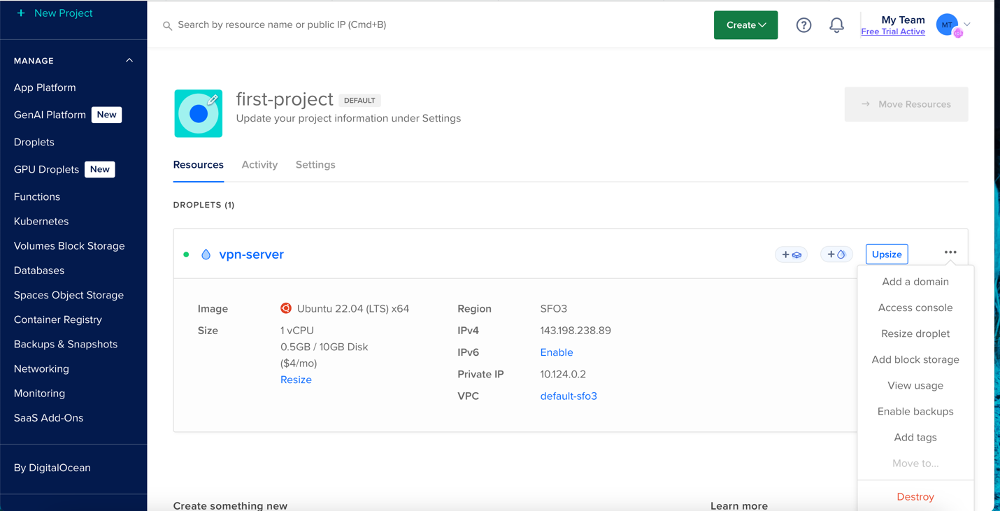 + New Project
MANAGE
App Platform
GenAI Platform New
Droplets
GPU Droplets New
Functions
Kubernetes
Volumes Block Storage
Databases
Spaces Object Storage
Container Registry
Backups & Snapshots
Networking
Monitoring
SaaS Add-Ons
By DigitalOcean
Search by resource name or public IP (Cmd+B)
Create
?
My Team
Free Trial Active
MT
first-project DEFAULT
Update your project information under Settings
→ Move Resources
Resources Activity Settings
DROPLETS (1)
vpn-server
+ + Upsize ...
Image Ubuntu 22.04 (LTS) x64
Size 1 vCPU
0.5GB / 10GB Disk
($4/mo)
Resize
Region SFO3
IPv4 143.198.238.89
IPv6 Enable
Private IP 10.124.0.2
VPC default-sfo3
Add a domain
Access console
Resize droplet
Add block storage
View usage
Enable backups
Add tags
Move to...
Destroy
Create something new
Learn more